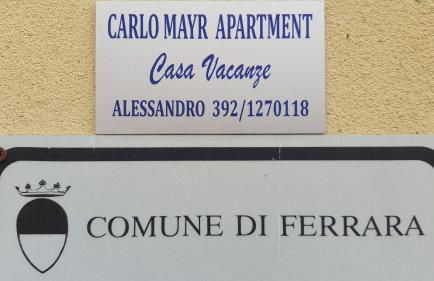 CARLO MAYR APARTMENT
Casa Vacanze
ALESSANDRO 392/1270118
COMUNE DI FERRARA